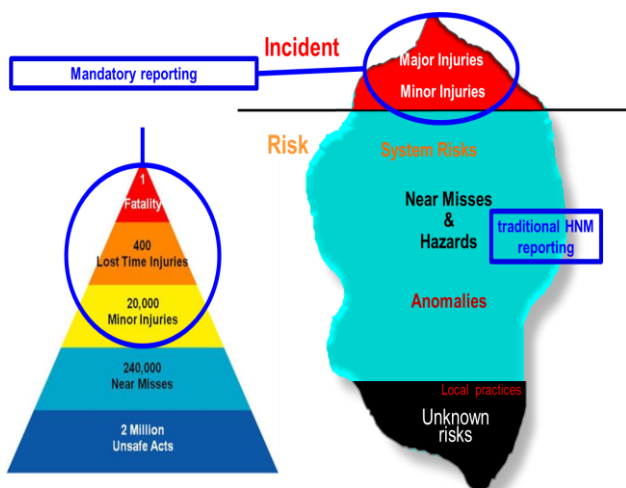 Incident
Mandatory reporting
Major Injuries
Minor Injuries
Risk
System Risks
Near Misses
&
Hazards
traditional HNM
reporting
Anomalies
Local practices
Unknown
risks
1
Fatality
400
Lost Time Injuries
20,000
Minor Injuries
240,000
Near Misses
2 Million
Unsafe Acts